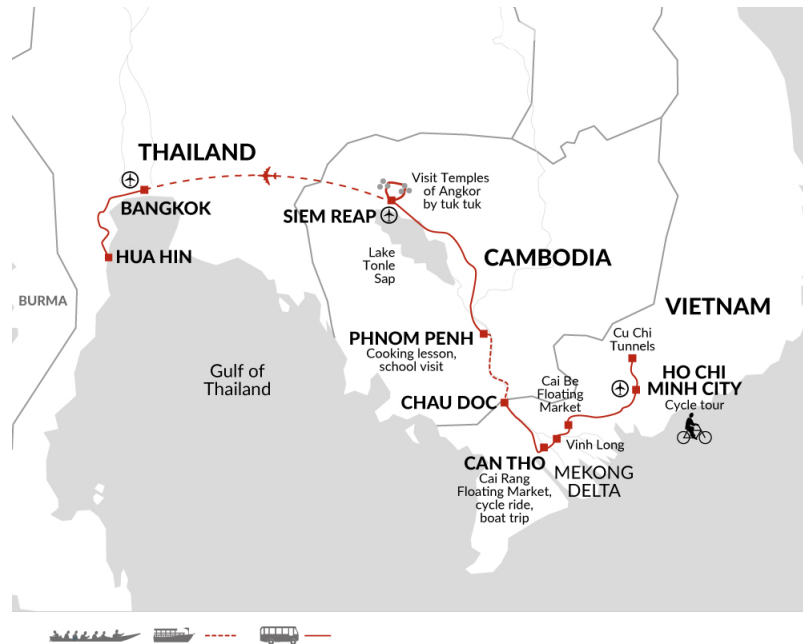 THAILAND
BANGKOK
HUA HIN
BURMA
Gulf of
Thailand
Visit Temples
of Angkor
by tuk tuk
SIEM REAP
Lake
Tonle
Sap
CAMBODIA
PHNOM PENH
Cooking lesson,
school visit
CHAU DOC
VIETNAM
Cu Chi
Tunnels
HO CHI
MINH CITY
Cycle tour
Cai Be
Floating
Market
Vinh Long
CAN THO
Cai Rang
Floating Market,
cycle ride,
boat trip
MEKONG
DELTA